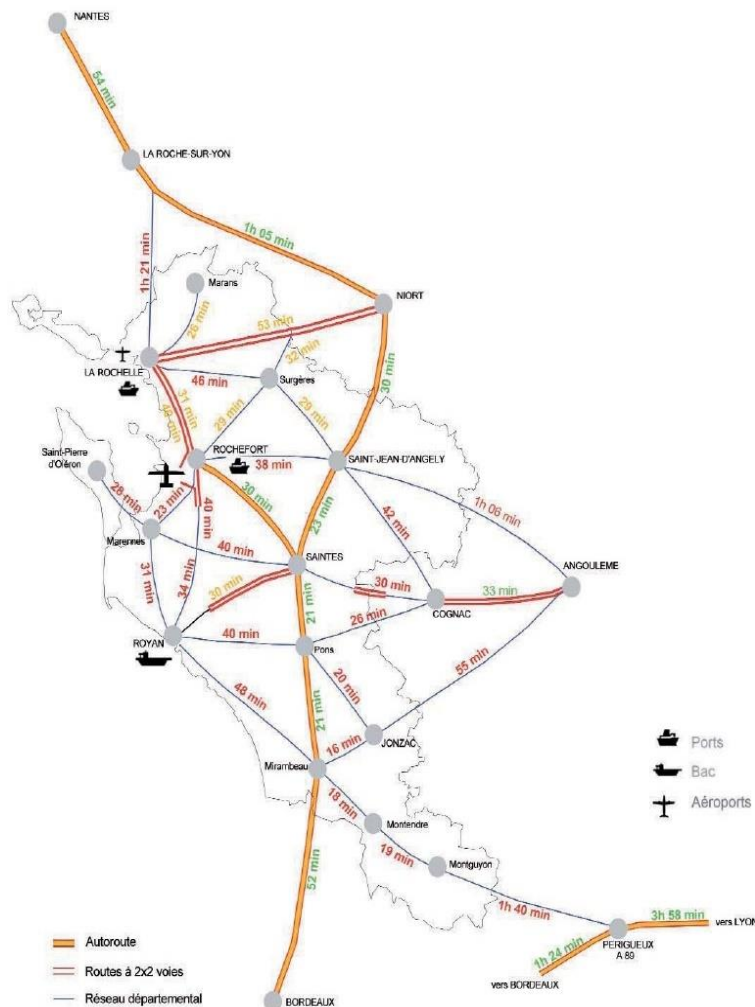 NANTES
54 min
LA ROCHE-SUR-YON
1h 05 min
1h 21 min
Marans
NIORT
26 min
53 min
32 min
LA ROCHELLE
46 min
Surgères
30 min
31 min
29 min
29 min
Saint-Pierre
d'Oléron
ROCHEFORT
38 min
SAINT-JEAN-D'ANGELY
28 min
23 min
40 min
30 min
23 min
42 min
1h 06 min
Marennes
40 min
SAINTES
ANGOULEME
31 min
34 min
30 min
30 min
33 min
COGNAC
21 min
26 min
ROYAN
40 min
Pons
55 min
48 min
20 min
21 min
16 min
JONZAC
Mirambeau
Ports
Bac
Aéroports
18 min
Montendre
19 min
Montguyon
52 min
1h 40 min
3h 58 min
vers LYON
1h 24 min
PERIGUEUX
A 89
vers BORDEAUX
Autoroute
Routes à 2x2 voies
Réseau départemental
BORDEAUX